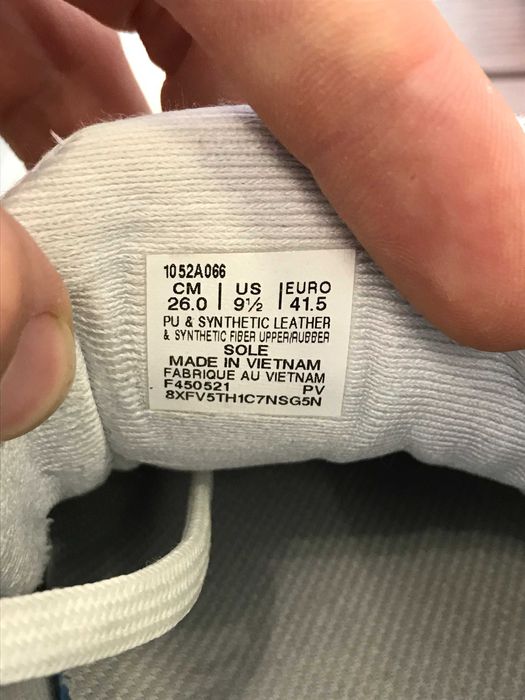 1052A066
CM | US | EURO
26.0 | 9½ | 41.5
PU & SYNTHETIC LEATHER
& SYNTHETIC FIBER UPPER/RUBBER
SOLE
MADE IN VIETNAM
FABRIQUE AU VIETNAM
F450521 PV
8XFV5TH1C7NSG5N